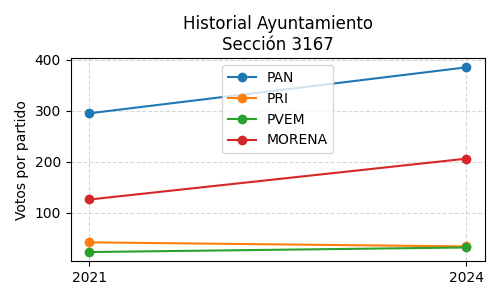 Historial Ayuntamiento
Sección 3167
Votos por partido
400
300
200
100
PAN
PRI
PVEM
MORENA
2021
2024